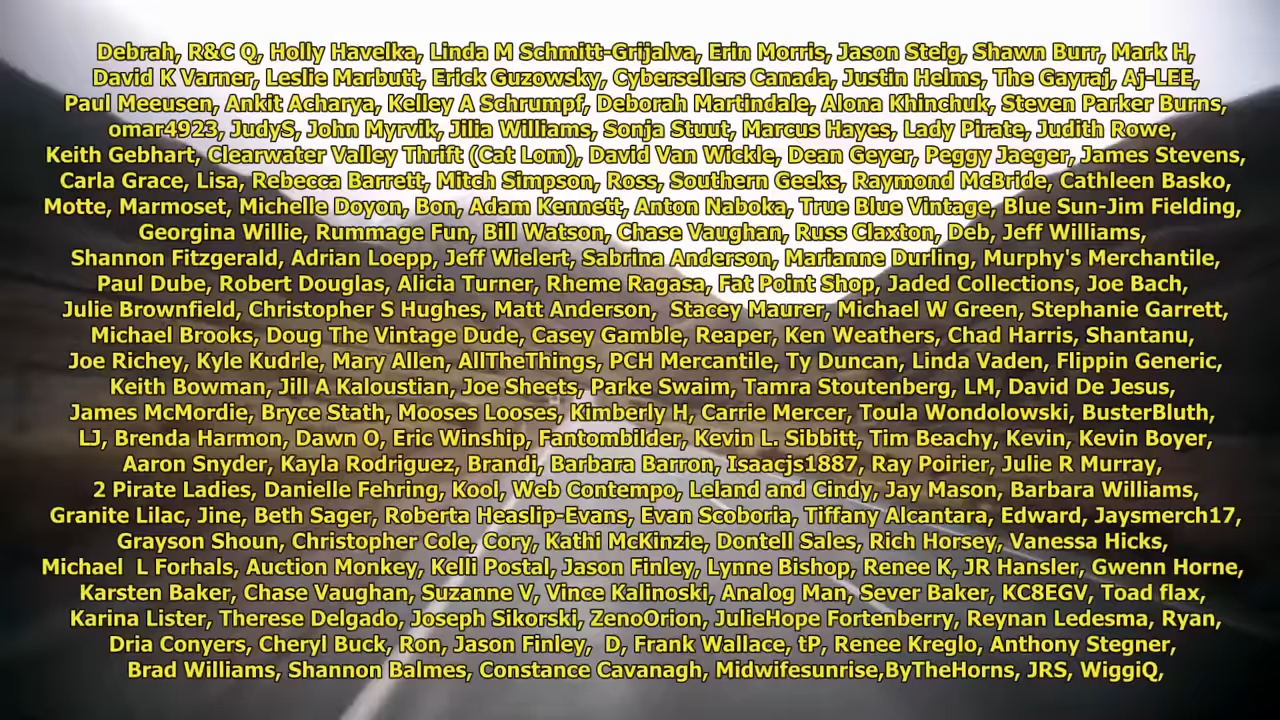 Debrah, R&C Q, Holly Havelka, Linda M Schmitt-Grijalva, Erin Morris, Jason Steig, Shawn Burr, Mark H,
David K Varner, Leslie Marbutt, Erick Guzowsky, Cybersellers Canada, Justin Helms, The Gayraj, Aj-LEE,
Paul Meeusen, Ankit Acharya, Kelley A Schrumpf, Deborah Martindale, Alona Khinchuk, Steven Parker Burns,
omar4923, JudyS, John Myrvik, Jilia Williams, Sonja Stuut, Marcus Hayes, Lady Pirate, Judith Rowe,
Keith Gebhart, Clearwater Valley Thrift (Cat Lom), David Van Wickle, Dean Geyer, Peggy Jaeger, James Stevens,
Carla Grace, Lisa, Rebecca Barrett, Mitch Simpson, Ross, Southern Geeks, Raymond McBride, Cathleen Basko,
Motte, Marmoset, Michelle Doyon, Bon, Adam Kennett, Anton Naboka, True Blue Vintage, Blue Sun-Jim Fielding,
Georgina Willie, Rummage Fun, Bill Watson, Chase Vaughan, Russ Claxton, Deb, Jeff Williams,
Shannon Fitzgerald, Adrian Loepp, Jeff Wielert, Sabrina Anderson, Marianne Durling, Murphy's Merchantile,
Paul Dube, Robert Douglas, Alicia Turner, Rheme Ragasa, Fat Point Shop, Jaded Collections, Joe Bach,
Julie Brownfield, Christopher S Hughes, Matt Anderson,  Stacey Maurer, Michael W Green, Stephanie Garrett,
Michael Brooks, Doug The Vintage Dude, Casey Gamble, Reaper, Ken Weathers, Chad Harris, Shantanu,
Joe Richey, Kyle Kudrle, Mary Allen, AllTheThings, PCH Mercantile, Ty Duncan, Linda Vaden, Flippin Generic,
Keith Bowman, Jill A Kaloustian, Joe Sheets, Parke Swaim, Tamra Stoutenberg, LM, David De Jesus,
James McMordie, Bryce Stath, Mooses Looses, Kimberly H, Carrie Mercer, Toula Wondolowski, BusterBluth,
LJ, Brenda Harmon, Dawn O, Eric Winship, Fantombilder, Kevin L. Sibbitt, Tim Beachy, Kevin, Kevin Boyer,
Aaron Snyder, Kayla Rodriguez, Brandi, Barbara Barron, Isaacjs1887, Ray Poirier, Julie R Murray,
2 Pirate Ladies, Danielle Fehring, Kool, Web Contempo, Leland and Cindy, Jay Mason, Barbara Williams,
Granite Lilac, Jine, Beth Sager, Roberta Heaslip-Evans, Evan Scoboria, Tiffany Alcantara, Edward, Jaysmerch17,
Grayson Shoun, Christopher Cole, Cory, Kathi McKinzie, Dontell Sales, Rich Horsey, Vanessa Hicks,
Michael  L Forhals, Auction Monkey, Kelli Postal, Jason Finley, Lynne Bishop, Renee K, JR Hansler, Gwenn Horne,
Karsten Baker, Chase Vaughan, Suzanne V, Vince Kalinoski, Analog Man, Sever Baker, KC8EGV, Toad flax,
Karina Lister, Therese Delgado, Joseph Sikorski, ZenoOrion, JulieHope Fortenberry, Reynan Ledesma, Ryan,
Dria Conyers, Cheryl Buck, Ron, Jason Finley,  D, Frank Wallace, tP, Renee Kreglo, Anthony Stegner,
Brad Williams, Shannon Balmes, Constance Cavanagh, Midwifesunrise,ByTheHorns, JRS, WiggiQ,